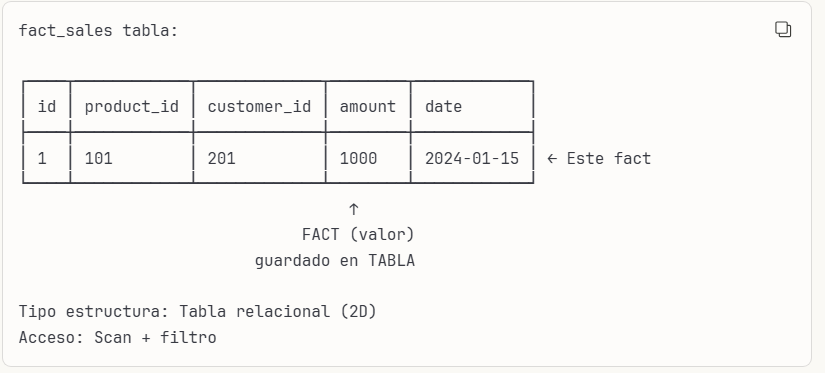 fact_sales tabla:
id | product_id | customer_id | amount | date
1 | 101 | 201 | 1000 | 2024-01-15 ← Este fact
↑
FACT (valor)
guardado en TABLA
Tipo estructura: Tabla relacional (2D)
Acceso: Scan + filtro